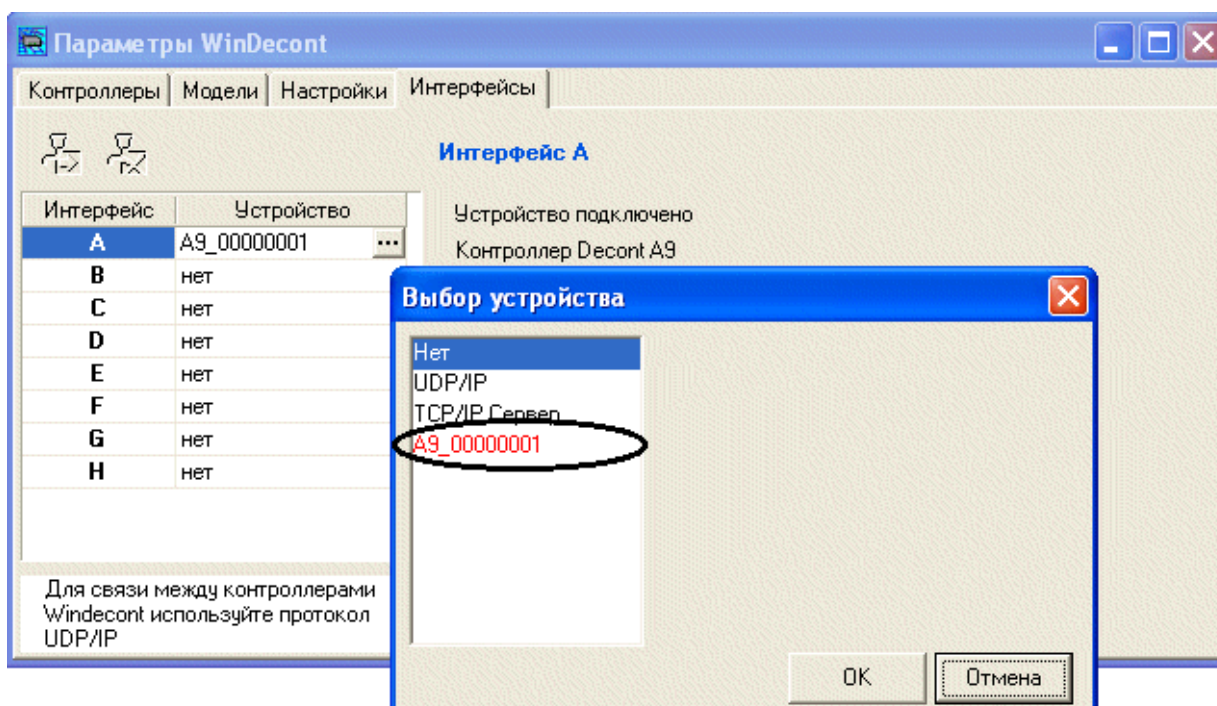 Параметры WinDecont
Контроллеры Модели Настройки Интерфейсы
Интерфейс A
Интерфейс Устройство
A A9_00000001 ...
B нет
C нет
D нет
E нет
F нет
G нет
H нет
Для связи между контроллерами
Windecont используйте протокол
UDP/IP
Устройство подключено
Контроллер Decont A9
Выбор устройства
Нет
UDP/IP
TCP/IP Сервер
A9_00000001
OK Отмена